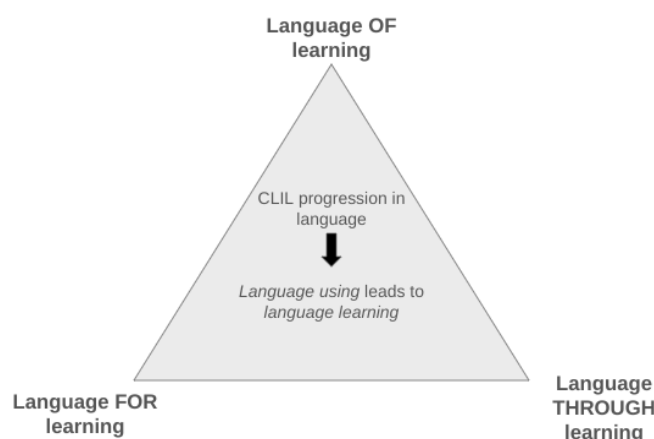 Language OF
learning
CLIL progression in
language
Language using leads to
language learning
Language FOR
learning
Language
THROUGH
learning